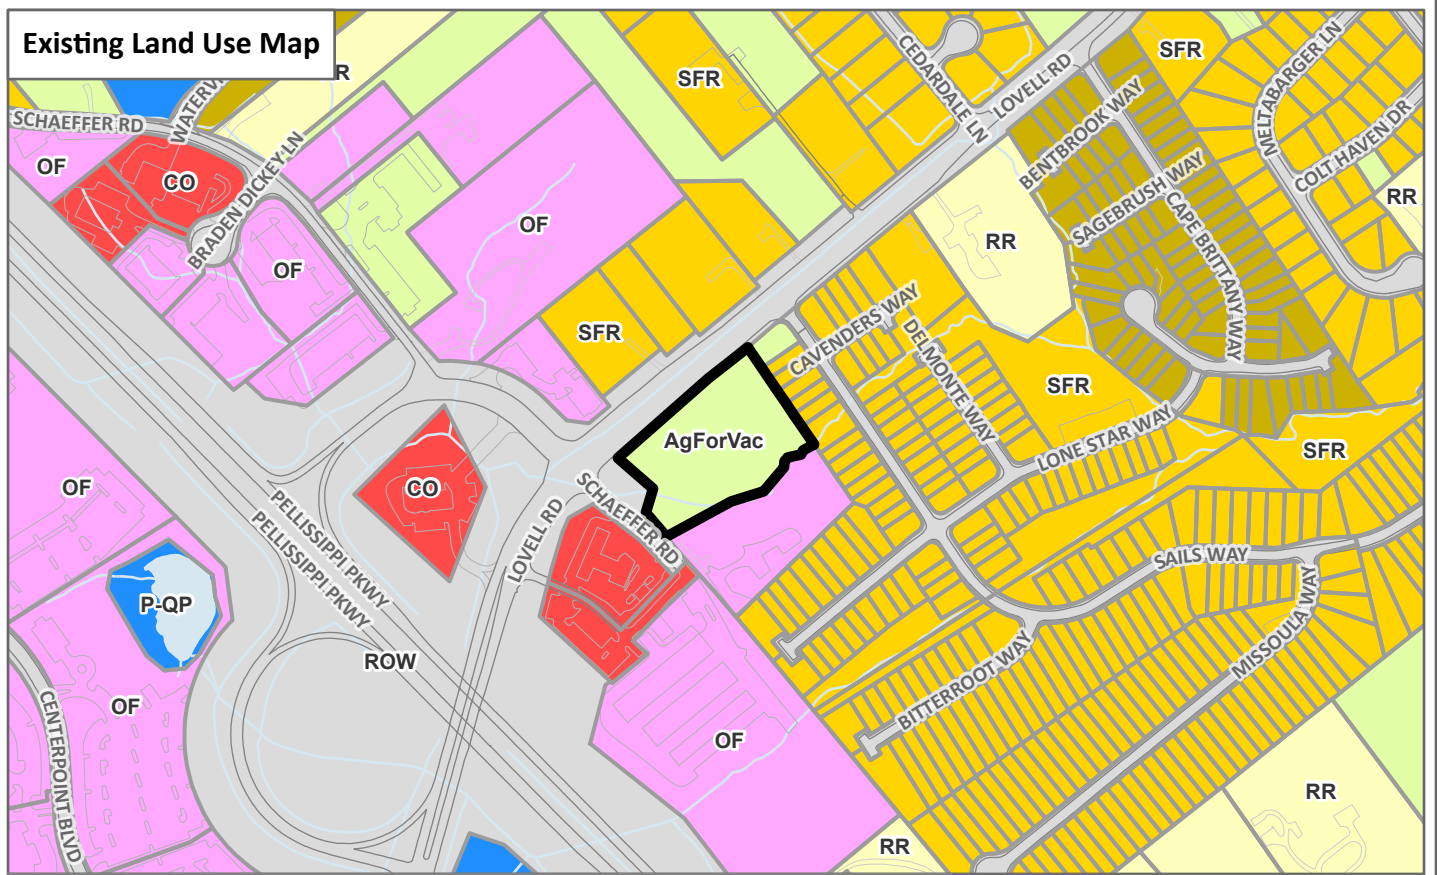 Existing Land Use Map
R
SFR
CEDARDALE LN
LOVELL RD
SFR
MELTABARGER LN
SCHAEFFER RD
WATERV
BENTBROOK WAY
COLT HAVEN DR
OF
CO
BRADEN DICKEY LN
SAGEBRUSH WAY
CAPE BRITTANY WAY
RR
OF
RR
OF
SFR
CAVENDERS WAY
DELMONTE WAY
SFR
AgForVac
LONE STAR WAY
SFR
OF
CO
SCHAEFFER RD.
PELLISSIPPI PKWY
PELLISSIPPI PKWY
LOVELL RD
SAILS WAY
MISSOULA WAY
P-QP
ROW
BITTERROOT WAY
CENTERPOINT BLVD
OF
OF
RR
RR